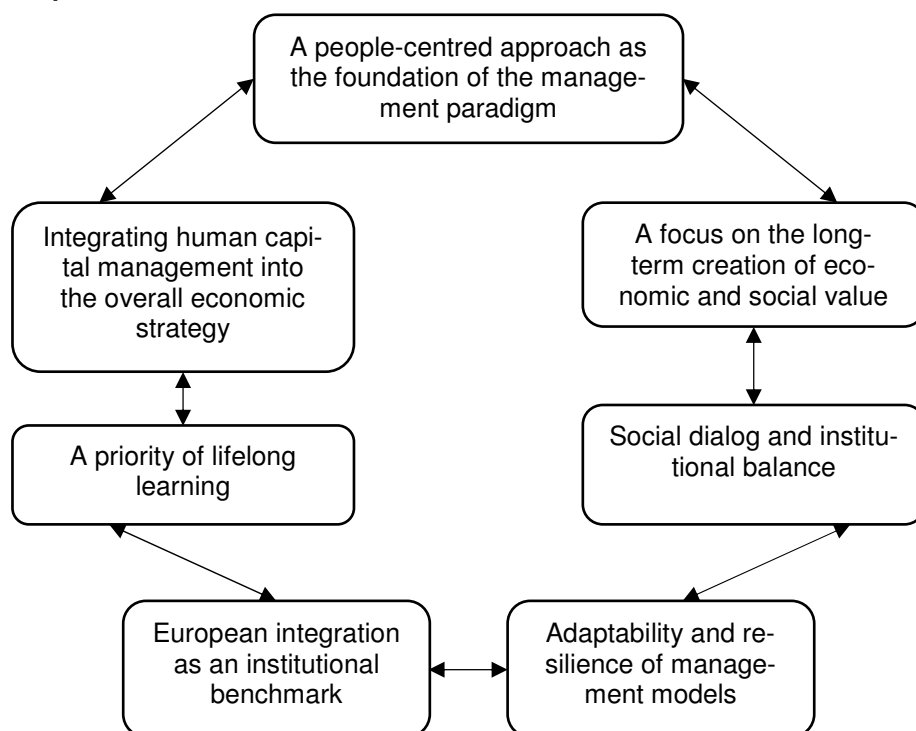 A people-centred approach as
the foundation of the manage-
ment paradigm
Integrating human capi-
tal management into
the overall economic
strategy
A focus on the long-
term creation of eco-
nomic and social value
A priority of lifelong
learning
Social dialog and institu-
tional balance
European integration
as an institutional
benchmark
Adaptability and re-
silience of manage-
ment models